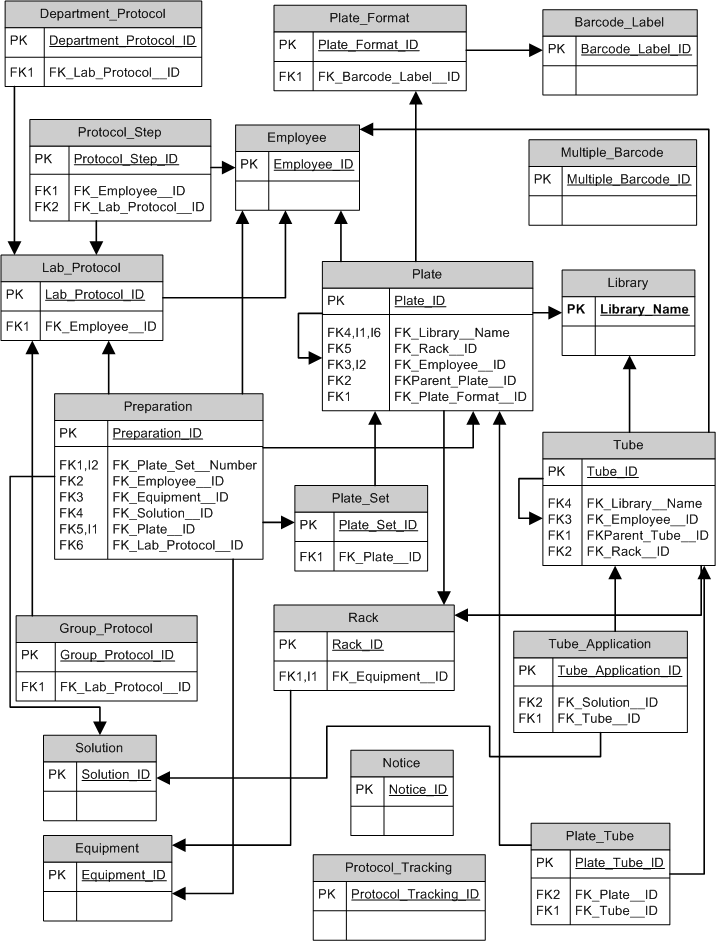 Department_Protocol
PK Department_Protocol_ID
FK1 FK_Lab_Protocol__ID
Plate_Format
PK Plate_Format_ID
FK1 FK_Barcode_Label__ID
Barcode_Label
PK Barcode_Label_ID
Protocol_Step
PK Protocol_Step_ID
FK1 FK_Employee__ID
FK2 FK_Lab_Protocol__ID
Employee
PK Employee_ID
Multiple_Barcode
PK Multiple_Barcode_ID
Lab_Protocol
PK Lab_Protocol_ID
FK1 FK_Employee__ID
Plate
PK Plate_ID
FK4,I1,I6 FK_Library__Name
FK5 FK_Rack__ID
FK3,I2 FK_Employee__ID
FK2 FKParent_Plate__ID
FK1 FK_Plate_Format__ID
Library
PK Library_Name
Preparation
PK Preparation_ID
FK1,I2 FK_Plate_Set__Number
FK2 FK_Employee__ID
FK3 FK_Equipment__ID
FK4 FK_Solution__ID
FK5,I1 FK_Plate__ID
FK6 FK_Lab_Protocol__ID
Plate_Set
PK Plate_Set_ID
FK1 FK_Plate__ID
Tube
PK Tube_ID
FK4 FK_Library__Name
FK3 FK_Employee__ID
FK1 FKParent_Tube__ID
FK2 FK_Rack__ID
Group_Protocol
PK Group_Protocol_ID
FK1 FK_Lab_Protocol__ID
Rack
PK Rack_ID
FK1,I1 FK_Equipment__ID
Tube_Application
PK Tube_Application_ID
FK2 FK_Solution__ID
FK1 FK_Tube__ID
Solution
PK Solution_ID
Notice
PK Notice_ID
Equipment
PK Equipment_ID
Protocol_Tracking
PK Protocol_Tracking_ID
Plate_Tube
PK Plate_Tube_ID
FK2 FK_Plate__ID
FK1 FK_Tube__ID